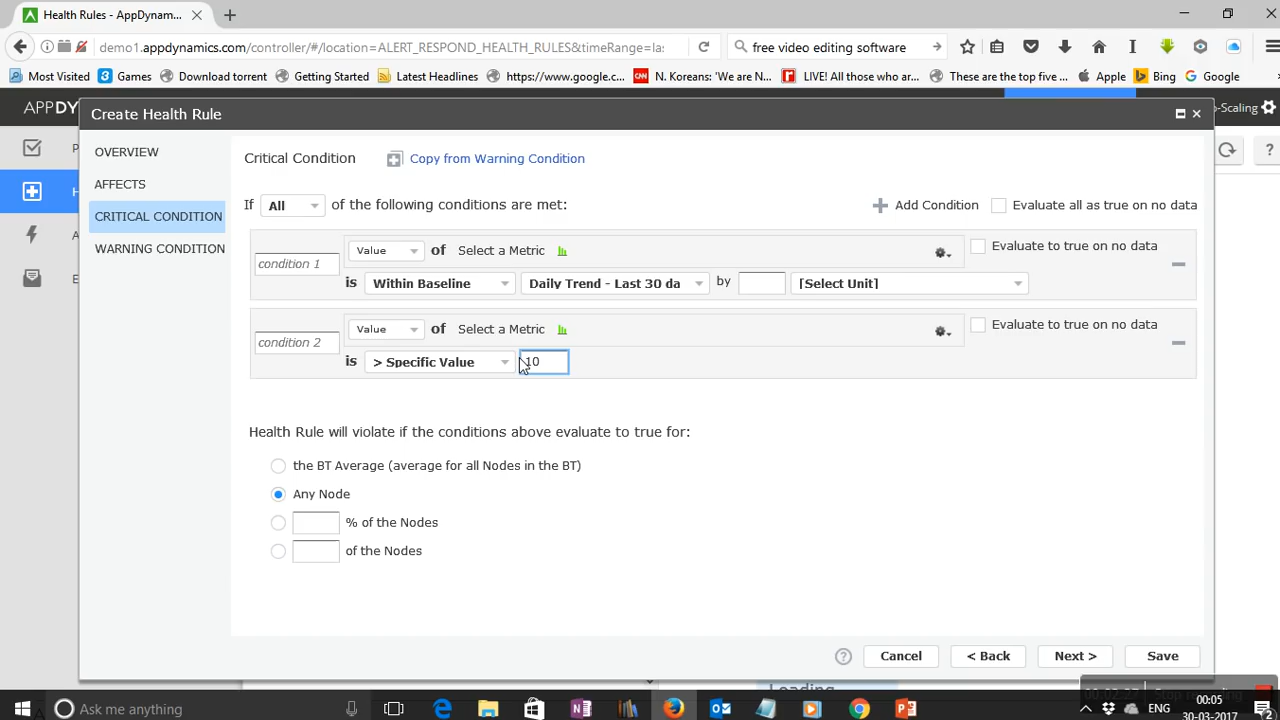 Health Rules - AppDynam...
demo1.appdynamics.com/controller/#/location=ALERT_RESPOND_HEALTH_RULES&timeRange=la:
free video editing software
Most Visited
Games
Download torrent
Getting Started
Latest Headlines
https://www.google.c...
N. Koreans: 'We are N...
LIVE! All those who ar...
These are the top five ...
Apple
Bing
Google
APPDY
o-Scaling
Create Health Rule
OVERVIEW
AFFECTS
CRITICAL CONDITION
WARNING CONDITION
Critical Condition
Copy from Warning Condition
If All of the following conditions are met:
Add Condition
Evaluate all as true on no data
condition 1
Value of Select a Metric
Evaluate to true on no data
is Within Baseline Daily Trend - Last 30 da by [Select Unit]
condition 2
Value of Select a Metric
Evaluate to true on no data
is > Specific Value 10
Health Rule will violate if the conditions above evaluate to true for:
the BT Average (average for all Nodes in the BT)
Any Node
% of the Nodes
of the Nodes
Cancel
< Back
Next >
Save
Loading
Ask me anything
ENG
00:05
30-03-2017